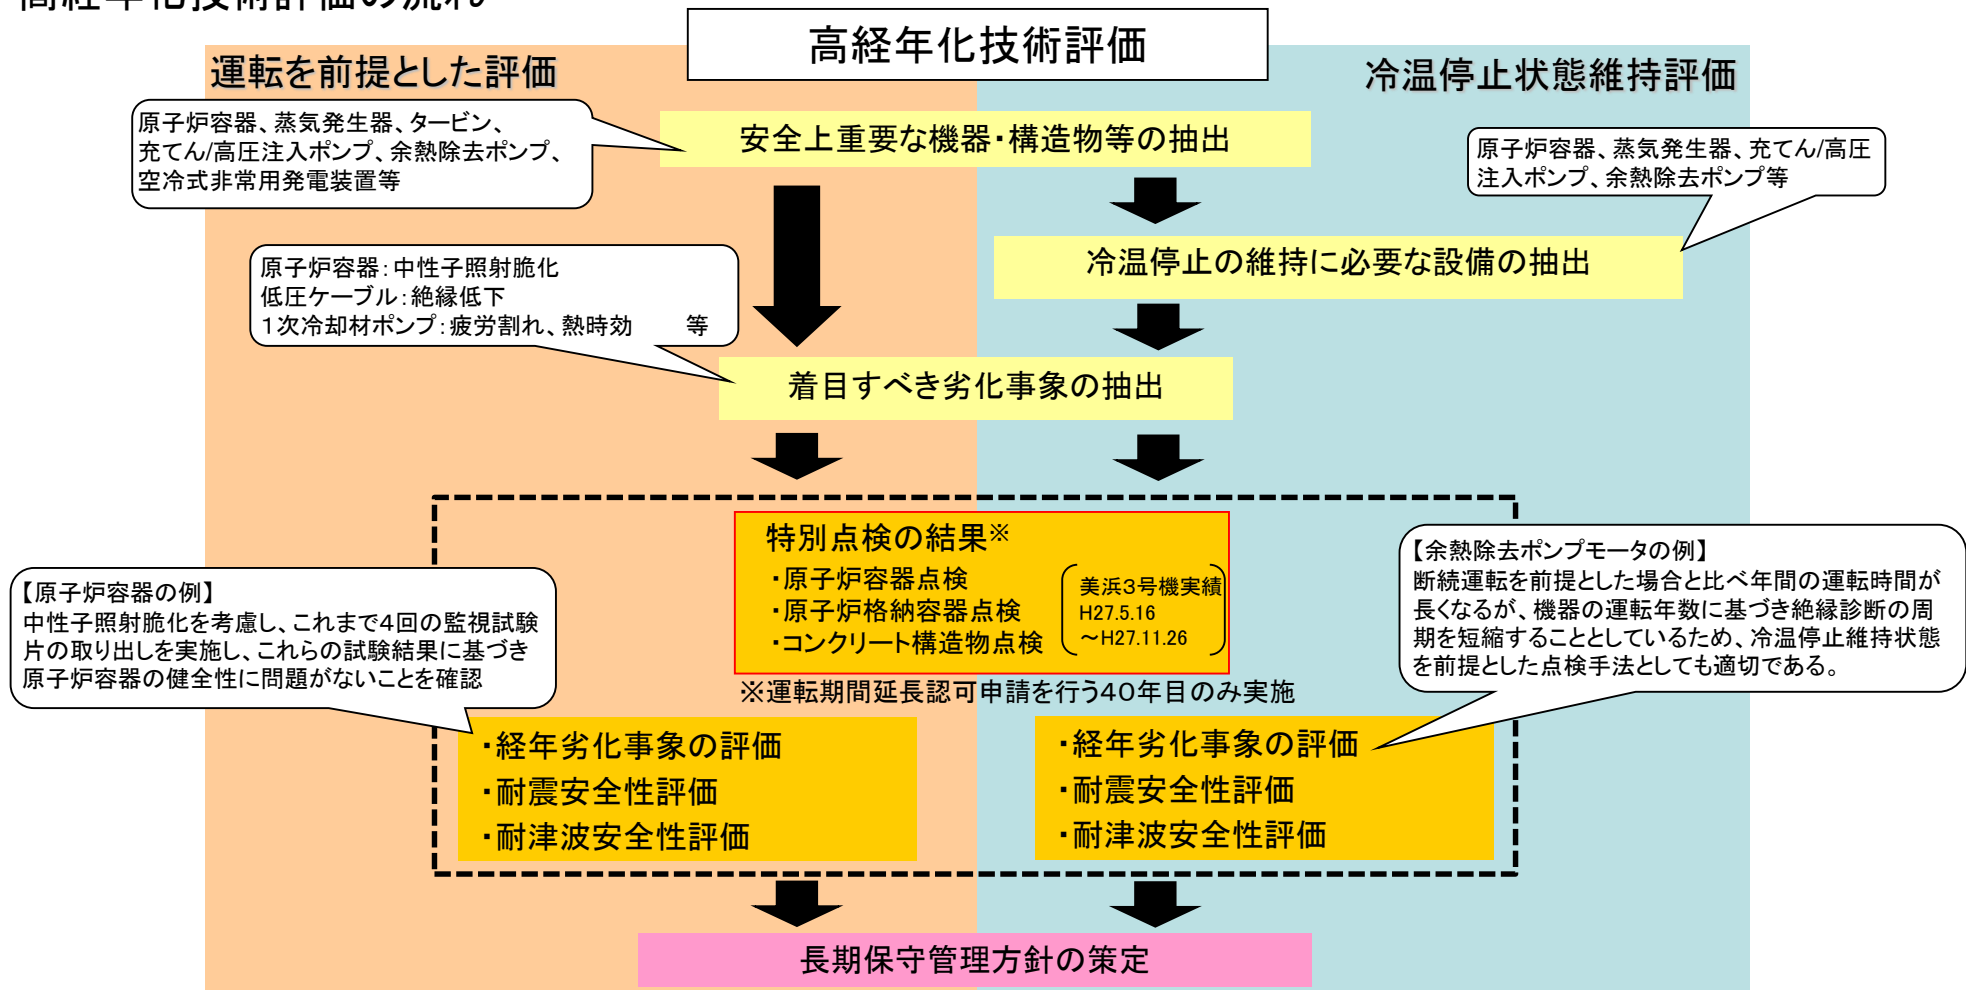 高経年化技術評価の流れ
高経年化技術評価
運転を前提とした評価
冷温停止状態維持評価
原子炉容器、蒸気発生器、タービン、
充てん/高圧注入ポンプ、余熱除去ポンプ、
空冷式非常用発電装置等
安全上重要な機器・構造物等の抽出
原子炉容器、蒸気発生器、充てん/高圧
注入ポンプ、余熱除去ポンプ等
冷温停止の維持に必要な設備の抽出
原子炉容器：中性子照射脆化
低圧ケーブル：絶縁低下
１次冷却材ポンプ：疲労割れ、熱時効　　等
着目すべき劣化事象の抽出
特別点検の結果※
・原子炉容器点検
・原子炉格納容器点検
・コンクリート構造物点検
美浜３号機実績
H27.5.16
～H27.11.26
※運転期間延長認可申請を行う４０年目のみ実施
【原子炉容器の例】
中性子照射脆化を考慮し、これまで４回の監視試験
片の取り出しを実施し、これらの試験結果に基づき
原子炉容器の健全性に問題がないことを確認
【余熱除去ポンプモータの例】
断続運転を前提とした場合と比べ年間の運転時間が
長くなるが、機器の運転年数に基づき絶縁診断の周
期を短縮することとしているため、冷温停止維持状態
を前提とした点検手法としても適切である。
・経年劣化事象の評価
・耐震安全性評価
・耐津波安全性評価
・経年劣化事象の評価
・耐震安全性評価
・耐津波安全性評価
長期保守管理方針の策定